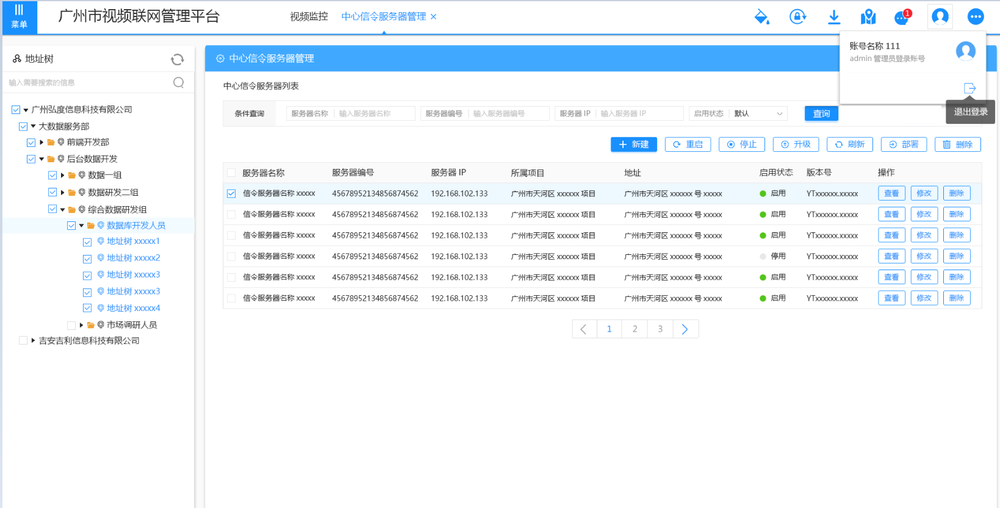 菜单
广州市视频联网管理平台
视频监控 中心信令服务器管理
1
账号名称 111
admin 管理员登录账号
退出登录
地址树
输入需要搜索的信息
广州弘度信息科技有限公司
大数据服务部
前端开发部
后台数据开发
数据一组
数据研发二组
综合数据研发组
数据库开发人员
地址树 xxxxx1
地址树 xxxxx2
地址树 xxxxx3
地址树 xxxxx3
地址树 xxxxx4
市场调研人员
吉安吉利信息科技有限公司
中心信令服务器管理
中心信令服务器列表
条件查询 服务器名称 输入服务器名称 服务器编号 输入服务器编号 服务器 IP 输入服务器 IP 启用状态 默认 查询
新建 重启 停止 升级 刷新 部署 删除
服务器名称 服务器编号 服务器 IP 所属项目 地址 启用状态 版本号 操作
信令服务器名称 xxxxx 45678952134856874562 192.168.102.133 广州市天河区 xxxxxx 项目 广州市天河区 xxxxxx 号 xxxxx 启用 YTxxxxxx.xxxxx 查看 修改 删除
信令服务器名称 xxxxx 45678952134856874562 192.168.102.133 广州市天河区 xxxxxx 项目 广州市天河区 xxxxxx 号 xxxxx 启用 YTxxxxxx.xxxxx 查看 修改 删除
信令服务器名称 xxxxx 45678952134856874562 192.168.102.133 广州市天河区 xxxxxx 项目 广州市天河区 xxxxxx 号 xxxxx 启用 YTxxxxxx.xxxxx 查看 修改 删除
信令服务器名称 xxxxx 45678952134856874562 192.168.102.133 广州市天河区 xxxxxx 项目 广州市天河区 xxxxxx 号 xxxxx 停用 YTxxxxxx.xxxxx 查看 修改 删除
信令服务器名称 xxxxx 45678952134856874562 192.168.102.133 广州市天河区 xxxxxx 项目 广州市天河区 xxxxxx 号 xxxxx 启用 YTxxxxxx.xxxxx 查看 修改 删除
信令服务器名称 xxxxx 45678952134856874562 192.168.102.133 广州市天河区 xxxxxx 项目 广州市天河区 xxxxxx 号 xxxxx 启用 YTxxxxxx.xxxxx 查看 修改 删除
1 2 3